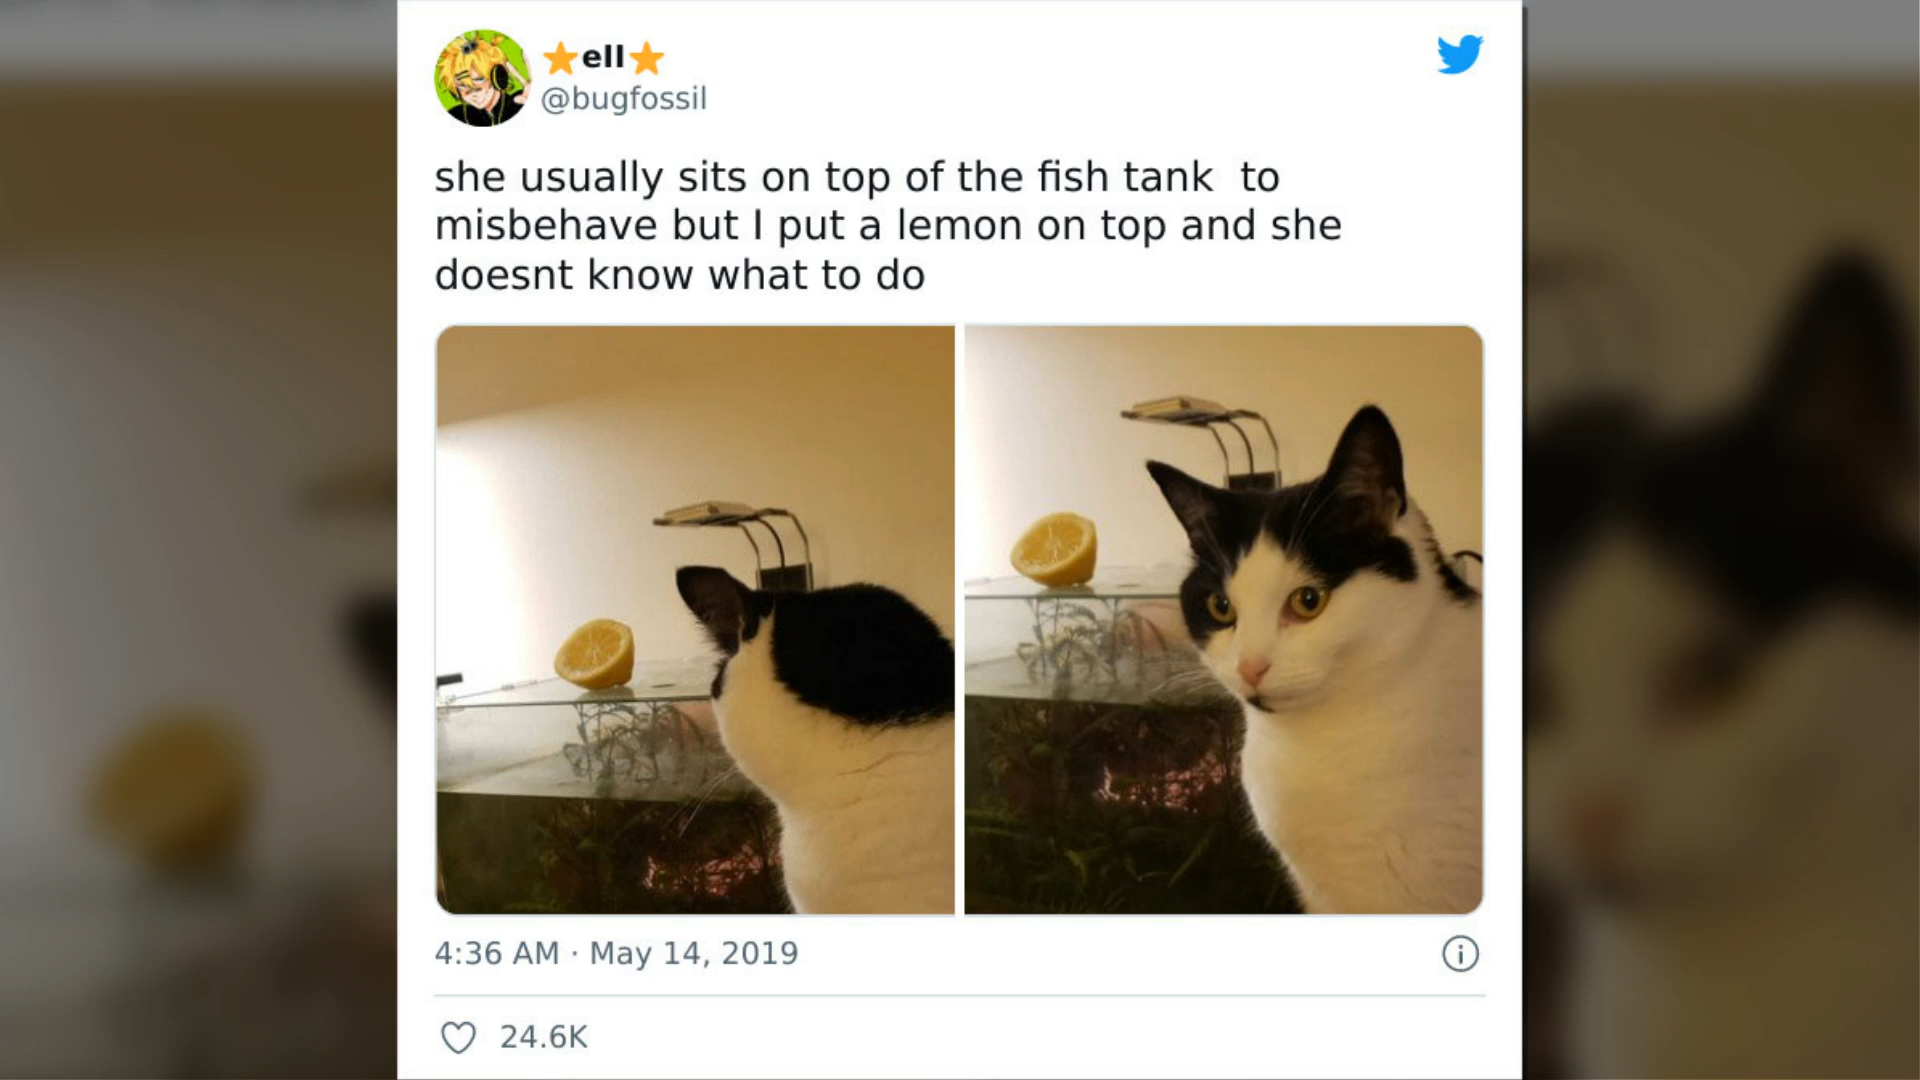 ⭐ell⭐
@bugfossil
she usually sits on top of the fish tank  to
misbehave but I put a lemon on top and she
doesnt know what to do
4:36 AM · May 14, 2019
24.6K